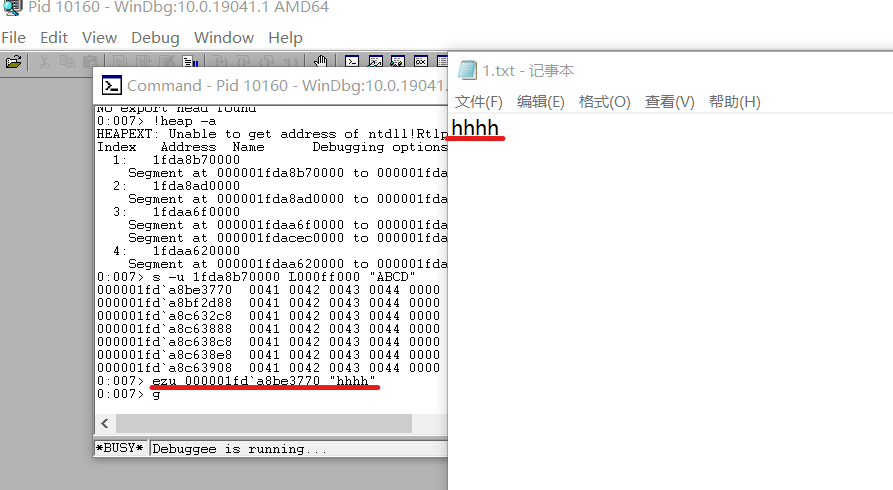 Pid 10160 - WinDbg:10.0.19041.1 AMD64
File Edit View Debug Window Help
Command - Pid 10160 - WinDbg:10.0.19041.
No export head found
0:007> !heap -a
HEAPEXT: Unable to get address of ntdll!Rtlp
Index Address Name Debugging options
1: 1fda8b70000
Segment at 000001fda8b70000 to 000001fda
2: 1fda8ad0000
Segment at 000001fda8ad0000 to 000001fda
3: 1fdaa6f0000
Segment at 000001fdaa6f0000 to 000001fda
Segment at 000001fdacec0000 to 000001fda
4: 1fdaa620000
Segment at 000001fdaa620000 to 000001fda
0:007> s -u 1fda8b70000 L000ff000 "ABCD"
000001fd`a8be3770 0041 0042 0043 0044 0000
000001fd`a8bf2d88 0041 0042 0043 0044 0000
000001fd`a8c632c8 0041 0042 0043 0044 0000
000001fd`a8c63888 0041 0042 0043 0044 0000
000001fd`a8c638c8 0041 0042 0043 0044 0000
000001fd`a8c638e8 0041 0042 0043 0044 0000
000001fd`a8c63908 0041 0042 0043 0044 0000
0:007> ezu 000001fd`a8be3770 "hhhh"
0:007> g
*BUSY* Debuggee is running...
1.txt - 记事本
文件(F) 编辑(E) 格式(O) 查看(V) 帮助(H)
hhhh